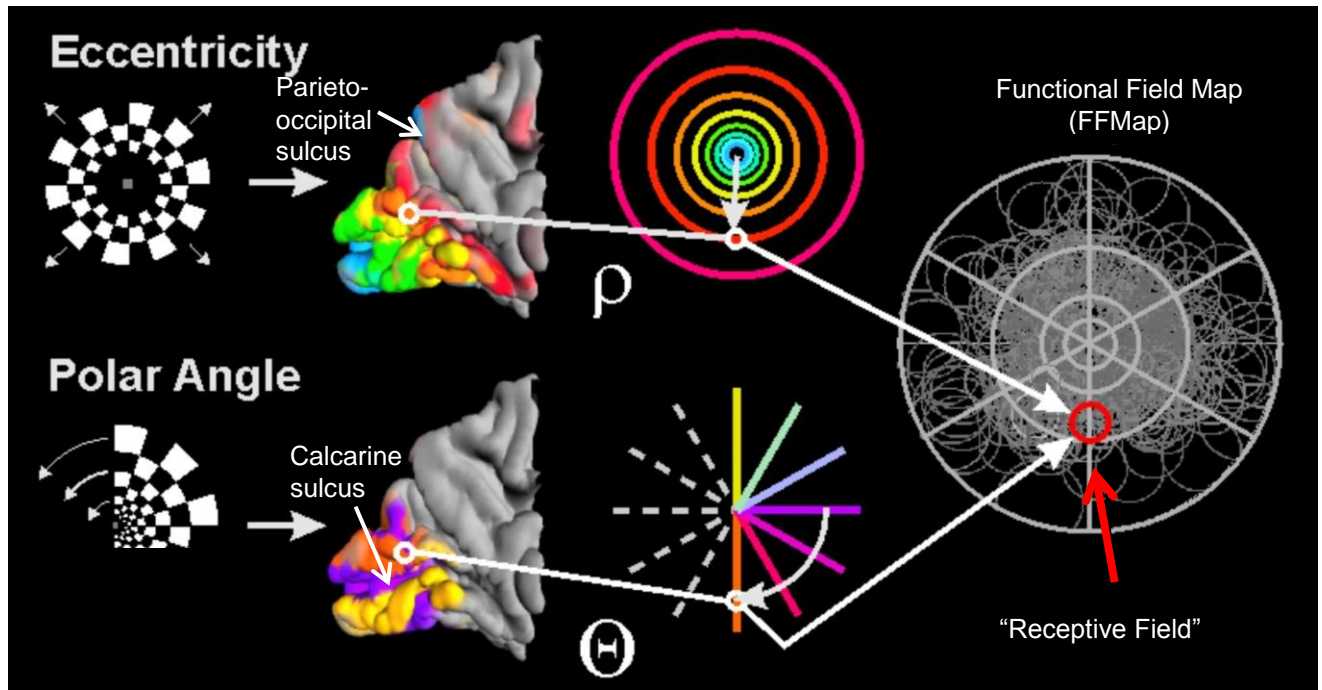 Eccentricity
Parieto-
occipital
sulcus
ρ
Functional Field Map
(FFMap)
Polar Angle
Calcarine
sulcus
Θ
“Receptive Field”